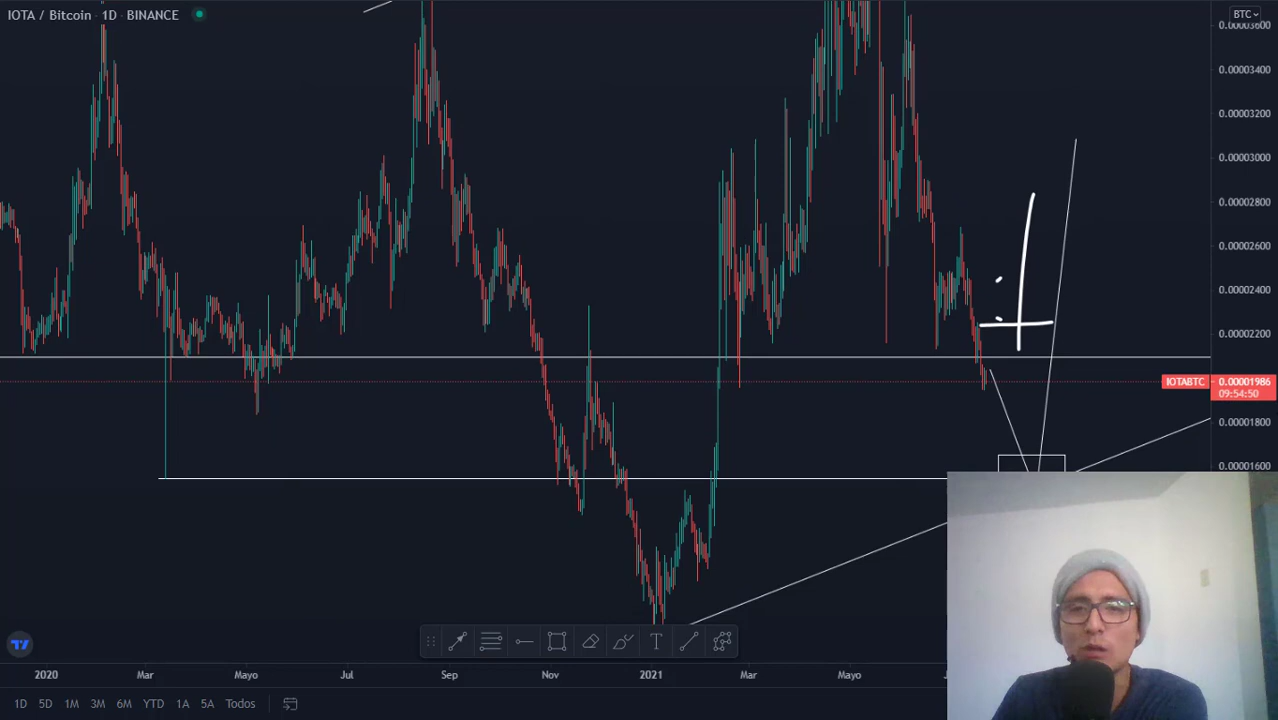 IOTA / Bitcoin · 1D · BINANCE
BTC
0.00003600
0.00003400
0.00003200
0.00003000
0.00002800
0.00002600
0.00002400
0.00002200
IOTABTC 0.00001986
09:54:50
0.00001800
0.00001600
T
2020 Mar Mayo Jul Sep Nov 2021 Mar Mayo
1D 5D 1M 3M 6M YTD 1A 5A Todos